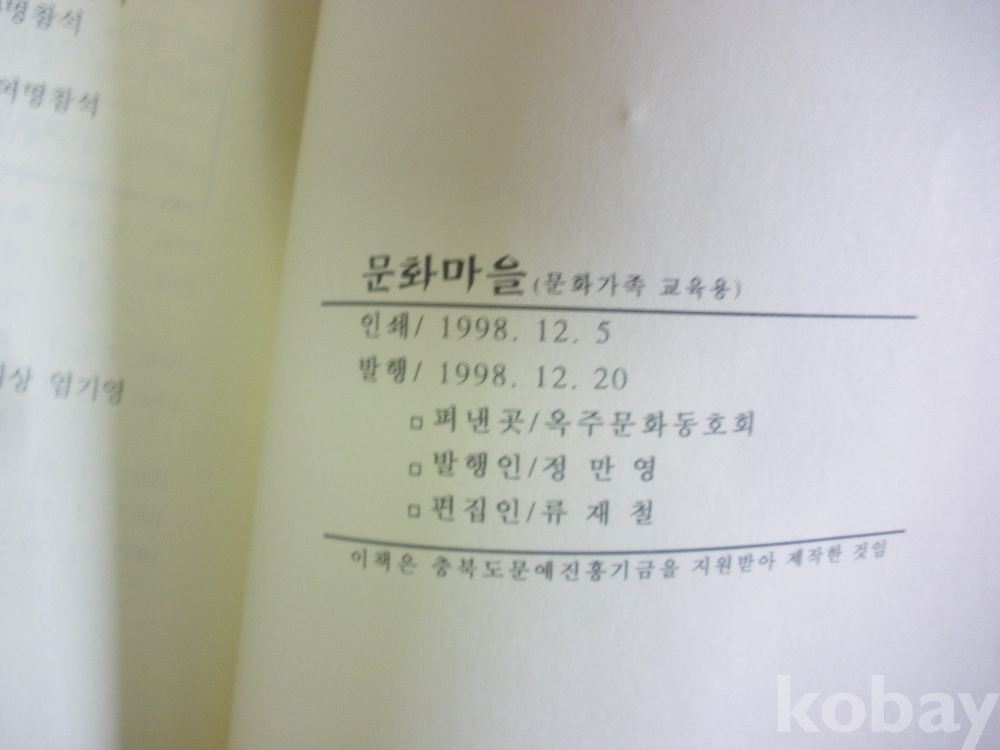 명참석
여명참석
상 엄기영
문화마을(문화가족 교육용)
인쇄/ 1998. 12. 5
발행/ 1998. 12. 20
□ 펴낸곳/옥주문화동호회
□ 발행인/정 만 영
□ 편집인/류 재 철
이책은 충북도문예진흥기금을 지원받아 제작한 것임
kobay